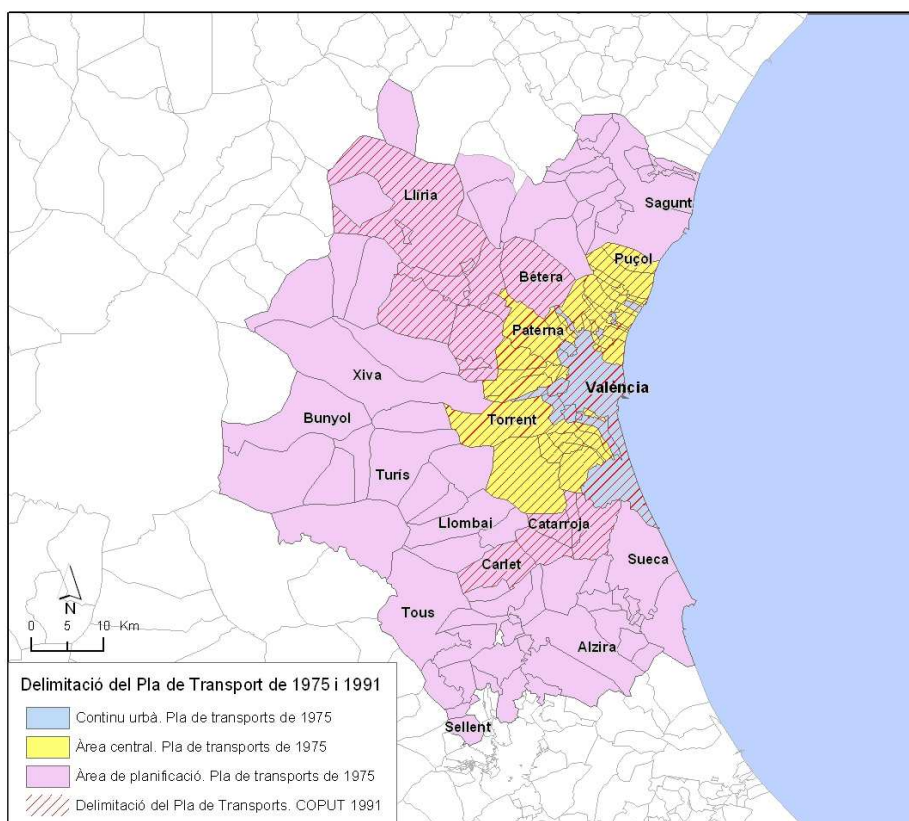 Llíria
Sagunt
Puçol
Bétera
Paterna
Xiva
Valéncia
Bunyol
Torrent
Turís
Llombai
Catarroja
Carlet
Sueca
Tous
Alzira
Sellent
N
0 5 10 Km
Delimitació del Pla de Transport de 1975 i 1991
Continu urbà. Pla de transports de 1975
Àrea central. Pla de transports de 1975
Àrea de planificació. Pla de transports de 1975
Delimitació del Pla de Transports. COPUT 1991